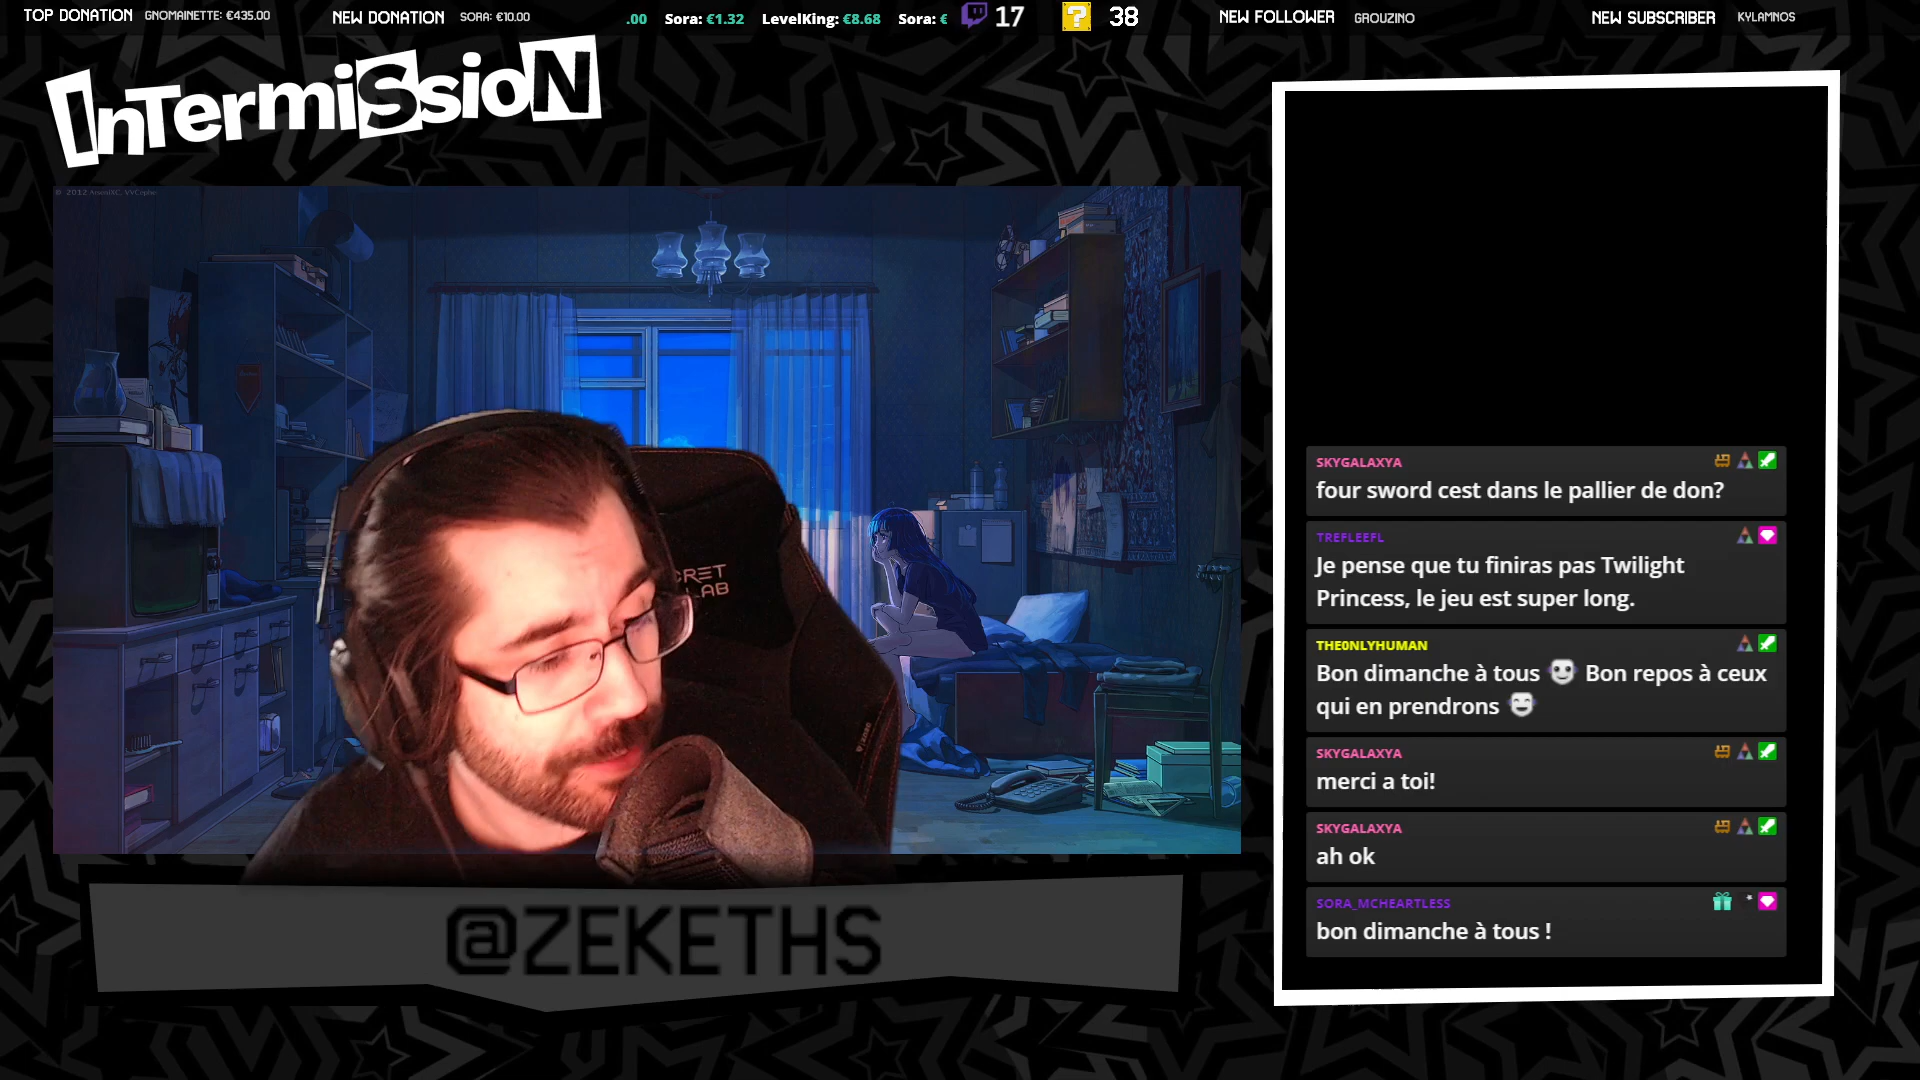 TOP DONATION GNOMAINETTE: €435.00 NEW DONATION SORA: €10.00 .00 Sora: €1.32 LevelKing: €8.68 Sora: € 17 ? 38 NEW FOLLOWER GROUZINO NEW SUBSCRIBER KYLAMNOS
InTermiSsioN
© 2012
CRET
LAB
@ZEKETHS
SKYGALAXYA
four sword cest dans le pallier de don?
TREFLEEFL
Je pense que tu finiras pas Twilight
Princess, le jeu est super long.
THE0NLYHUMAN
Bon dimanche à tous Bon repos à ceux
qui en prendrons
SKYGALAXYA
merci a toi!
SKYGALAXYA
ah ok
SORA_MCHEARTLESS
bon dimanche à tous !